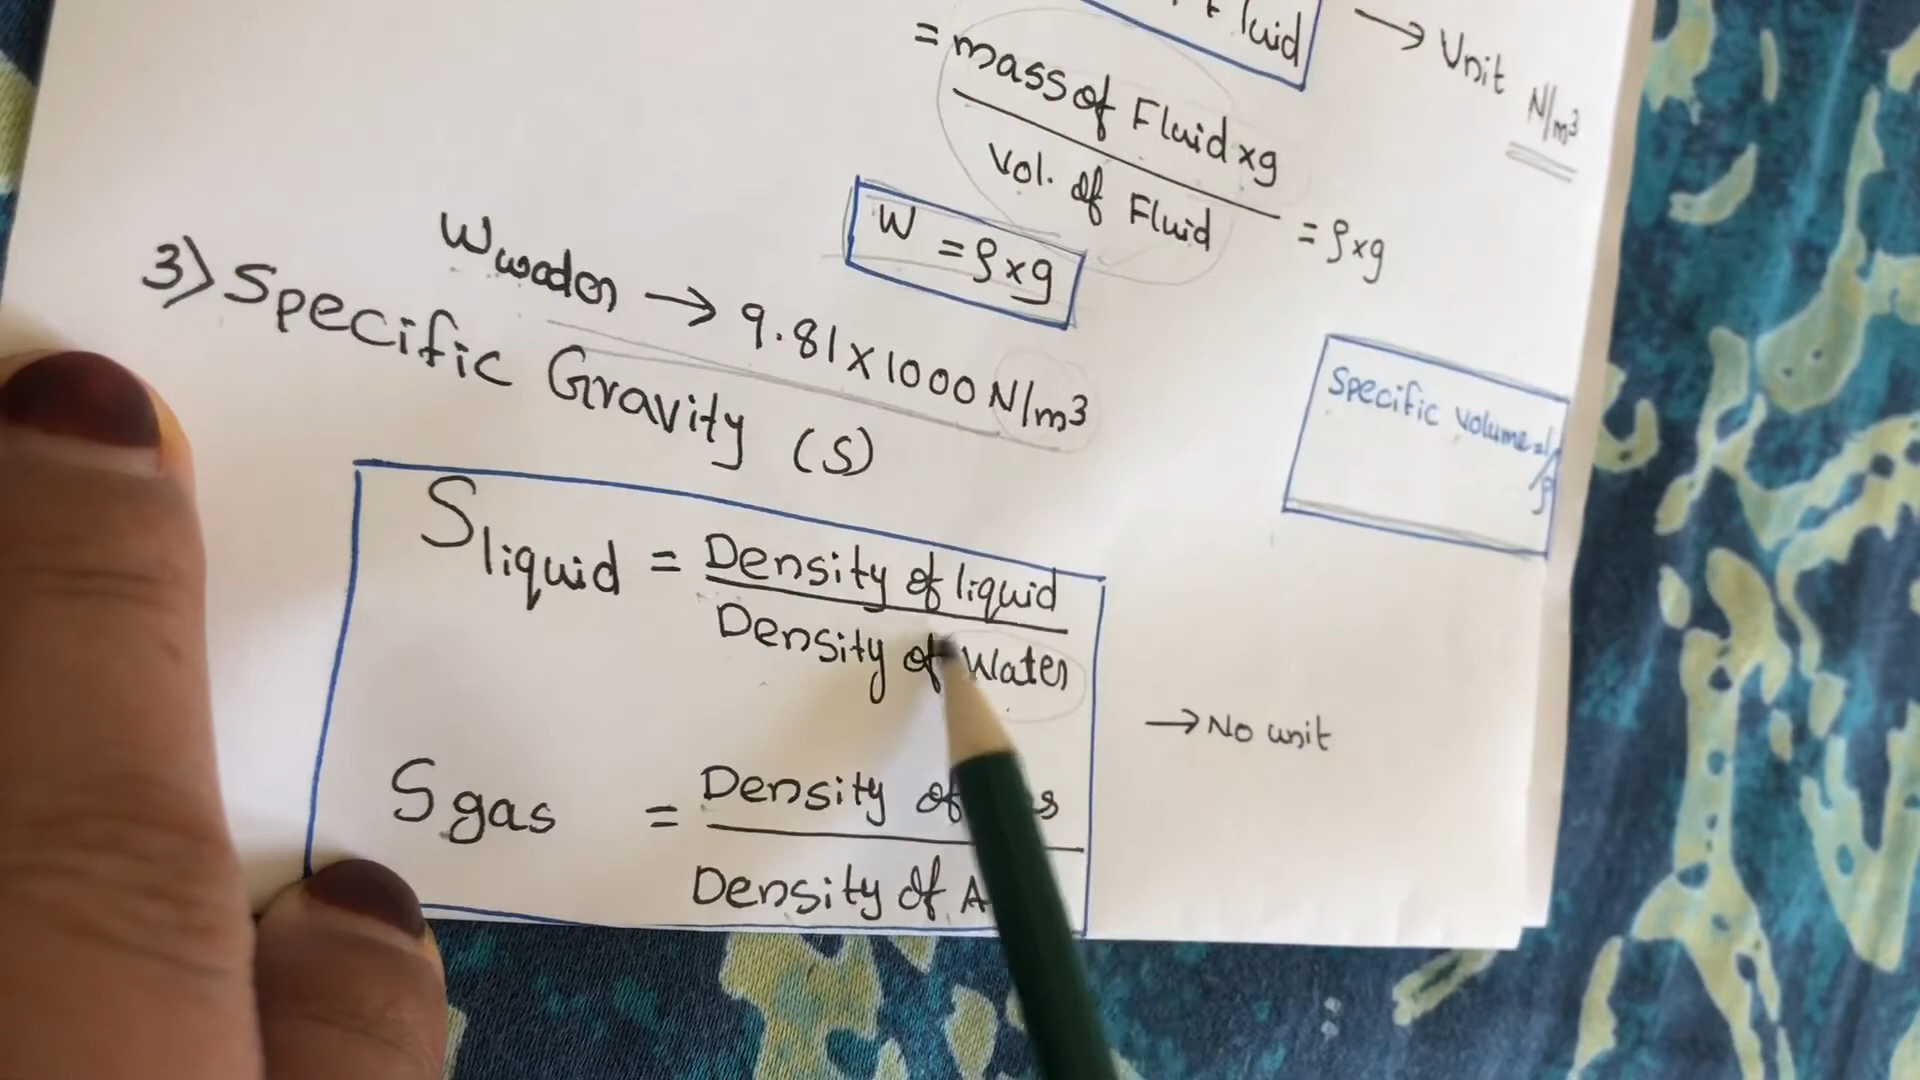 Fluid → Unit N/m³
= mass of Fluid x g
vol. of Fluid = ρ x g
W = ρ x g
Wwater → 9.81 X 1000 N/m3
3) Specific Gravity (S)
Specific volume = 1/ρ
Sliquid = Density of liquid
Density of Water
→ No unit
Sgas = Density of
Density of